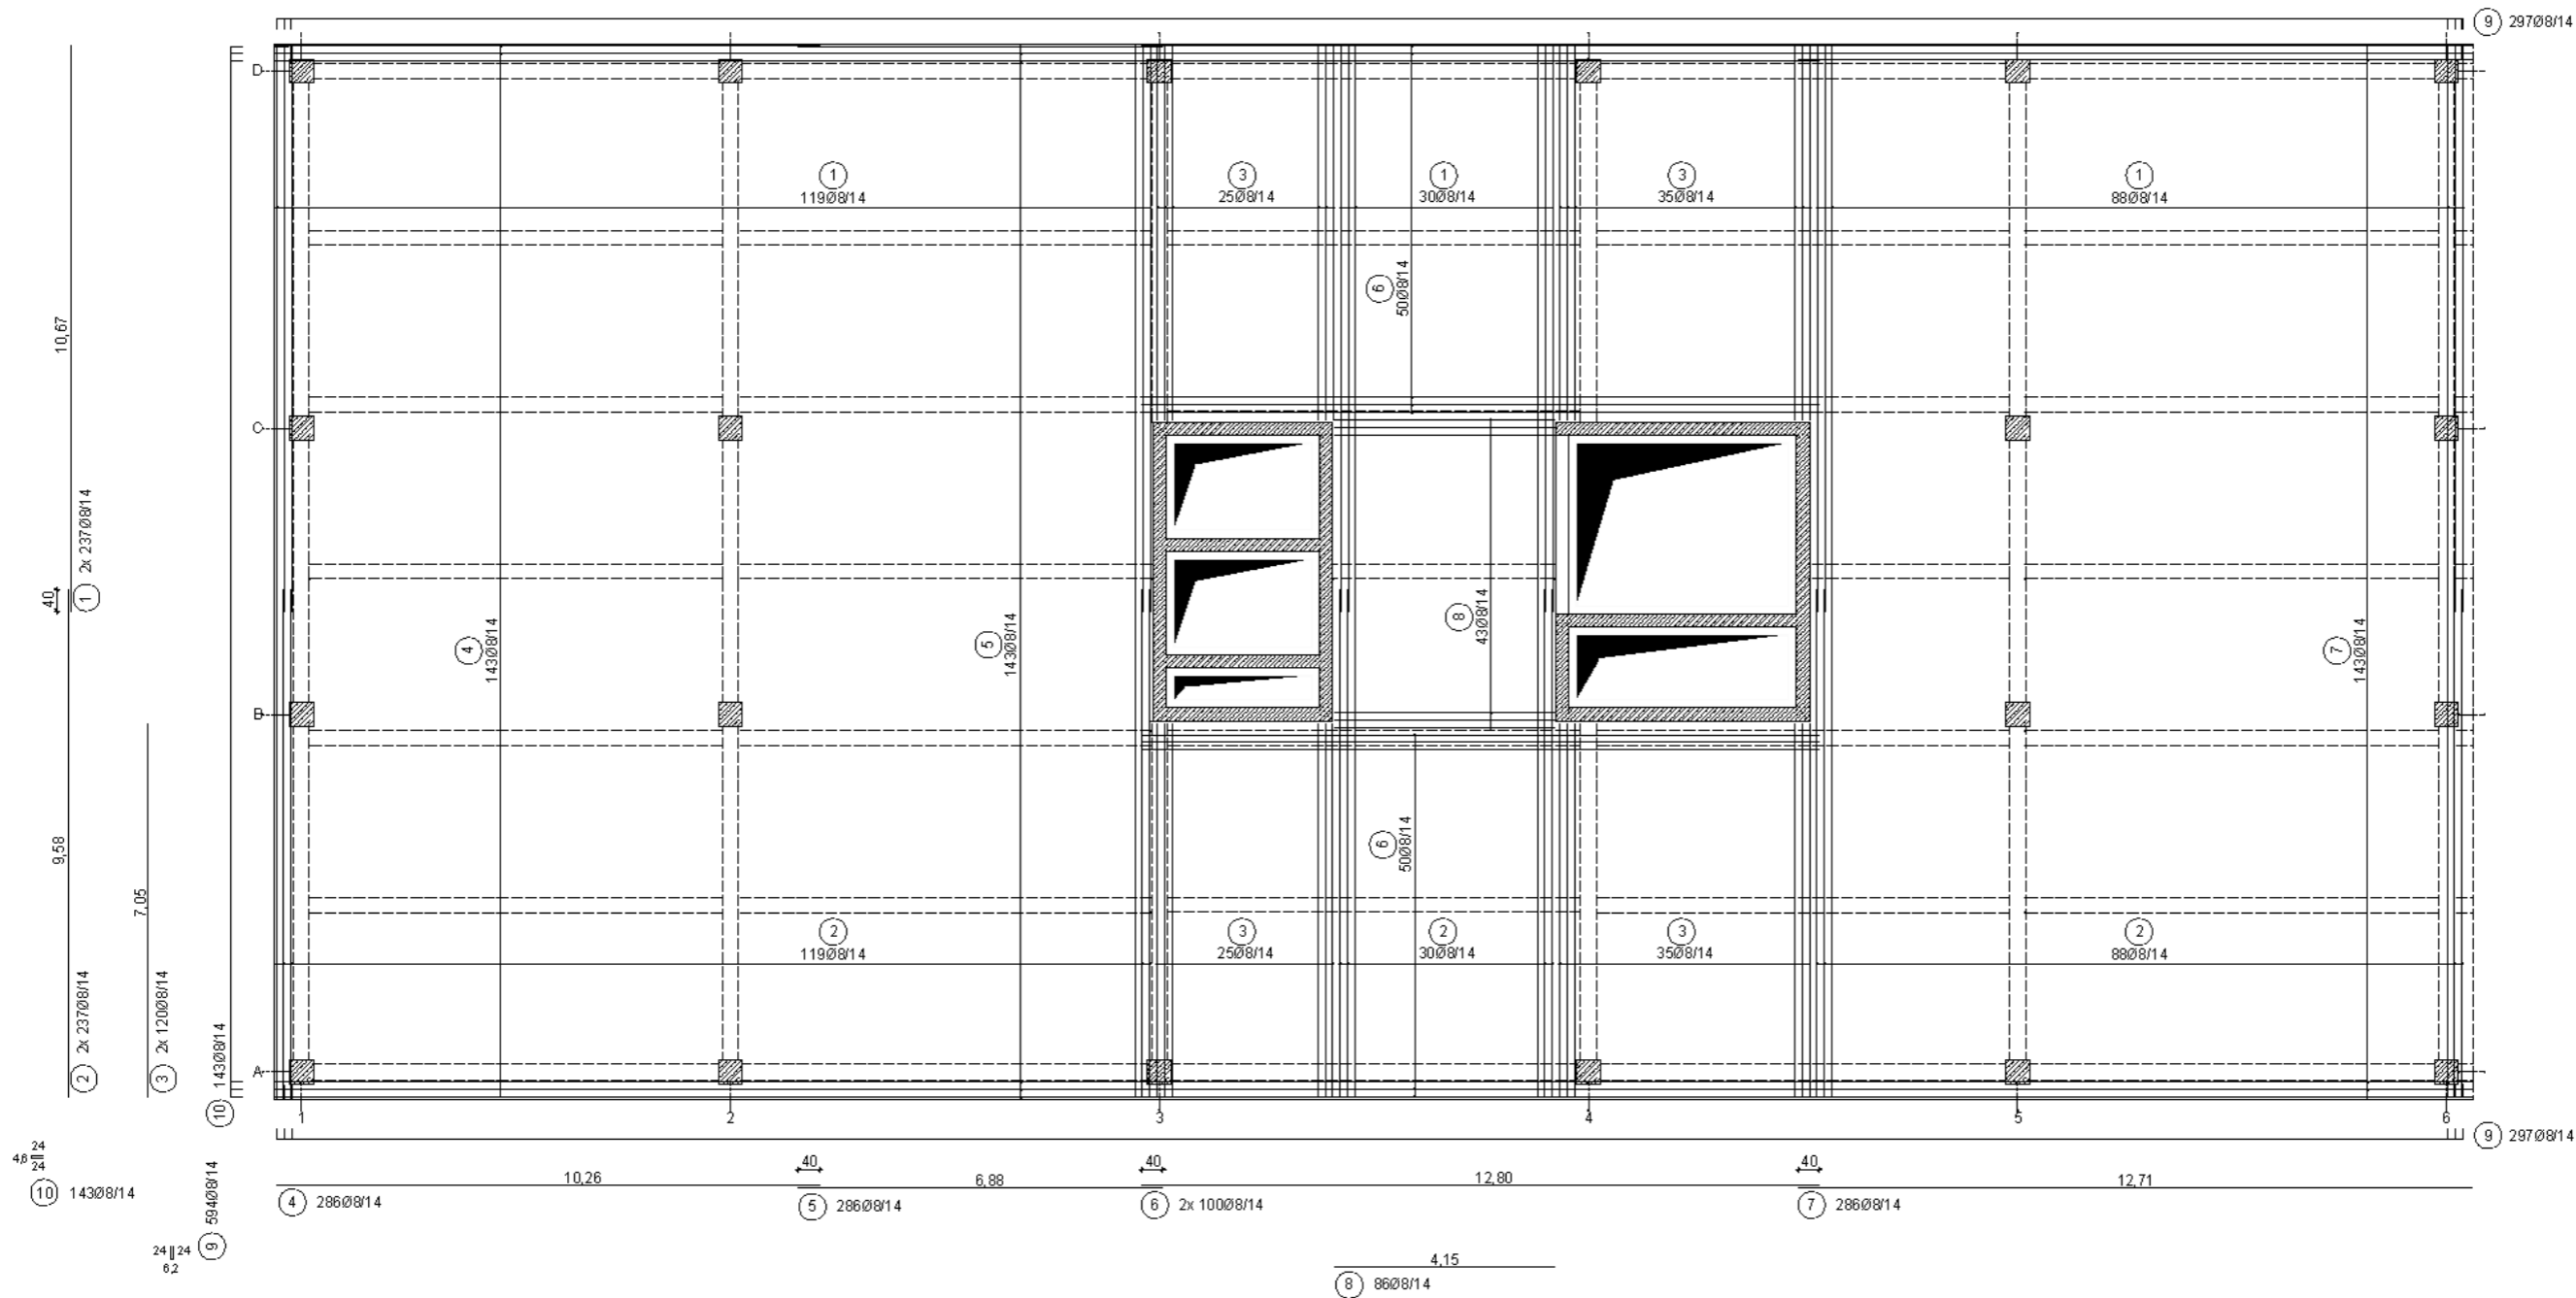 9 297Ø8/14
D
1
119Ø8/14
3
25Ø8/14
1
30Ø8/14
3
35Ø8/14
1
88Ø8/14
6
50Ø8/14
10,67
C
1 2x 237Ø8/14
40
4
143Ø8/14
5
143Ø8/14
8
43Ø8/14
7
143Ø8/14
B
9,58
7,05
6
50Ø8/14
2
119Ø8/14
3
25Ø8/14
2
30Ø8/14
3
35Ø8/14
2
88Ø8/14
2 2x 237Ø8/14
3 2x 120Ø8/14
10 143Ø8/14
A
1 2 3 4 5 6
9 297Ø8/14
24
4,6
24
10 143Ø8/14
9 594Ø8/14
24 24
6,2
10,26
4 286Ø8/14
40
6,88
5 286Ø8/14
40
12,80
6 2x 100Ø8/14
40
12,71
7 286Ø8/14
4,15
8 86Ø8/14